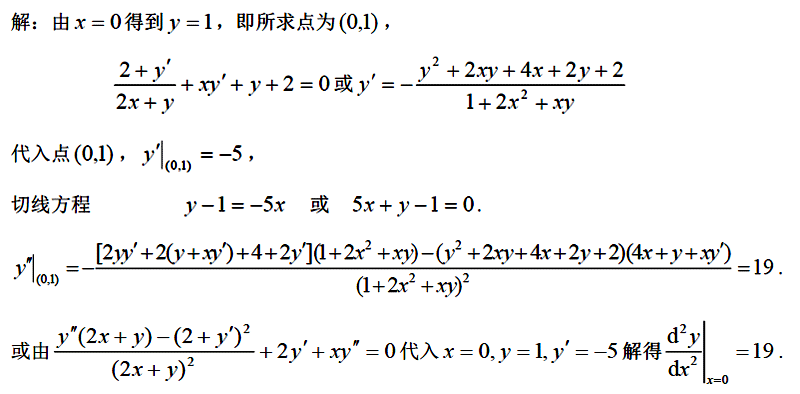 解：由 x = 0 得到 y = 1，即所求点为 (0,1)，
(2 + y′)/(2x + y) + xy′ + y + 2 = 0 或 y′ = −(y² + 2xy + 4x + 2y + 2)/(1 + 2x² + xy)
代入点 (0,1)，y′|₍₀,₁₎ = −5，
切线方程 y − 1 = −5x 或 5x + y − 1 = 0.
y″|₍₀,₁₎ = −([2yy′ + 2(y + xy′) + 4 + 2y′](1 + 2x² + xy) − (y² + 2xy + 4x + 2y + 2)(4x + y + xy′))/(1 + 2x² + xy)² = 19.
或由 (y″(2x + y) − (2 + y′)²)/(2x + y)² + 2y′ + xy″ = 0 代入 x = 0, y = 1, y′ = −5 解得 d²y/dx²|ₓ₌₀ = 19.